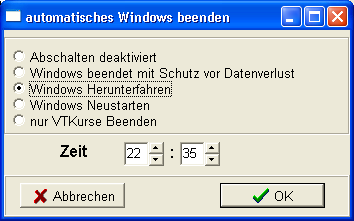 automatisches Windows beenden
Abschalten deaktiviert
Windows beendet mit Schutz vor Datenverlust
Windows Herunterfahren
Windows Neustarten
nur VTKurse Beenden
Zeit 22 : 35
Abbrechen OK